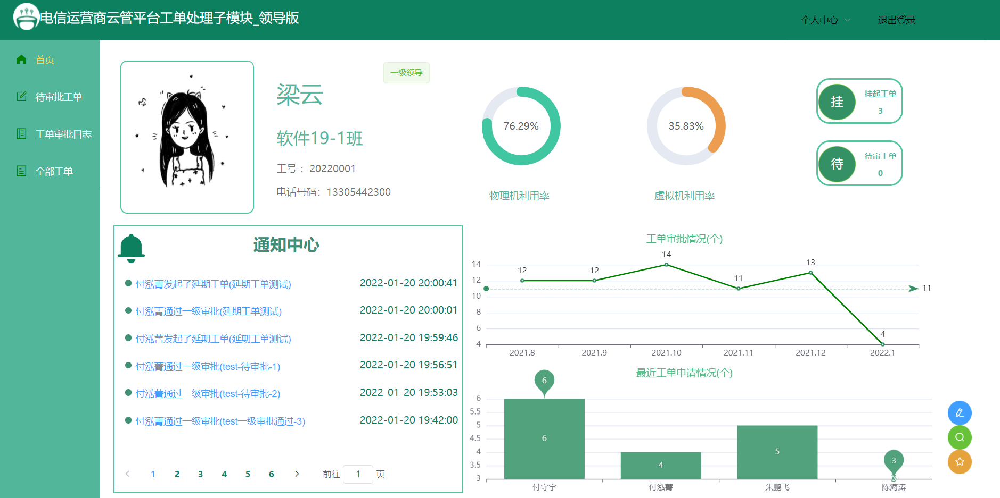 电信运营商云管平台工单处理子模块_领导版
个人中心
退出登录
首页
待审批工单
工单审批日志
全部工单
一级领导
梁云
软件19-1班
工号：20220001
电话号码：13305442300
76.29%
物理机利用率
35.83%
虚拟机利用率
挂
挂起工单
3
待
待审工单
0
通知中心
付泓菁发起了延期工单(延期工单测试) 2022-01-20 20:00:41
付泓菁通过一级审批(延期工单测试) 2022-01-20 20:00:01
付泓菁发起了延期工单(延期工单测试) 2022-01-20 19:59:46
付泓菁通过一级审批(test-待审批-1) 2022-01-20 19:56:51
付泓菁通过一级审批(test-待审批-2) 2022-01-20 19:53:03
付泓菁通过一级审批(test一级审批通过-3) 2022-01-20 19:42:00
1 2 3 4 5 6 前往 1 页
工单审批情况(个)
14
12
10
8
6
4
12 12 14 11 13 4
11
2021.8 2021.9 2021.10 2021.11 2021.12 2022.1
最近工单申请情况(个)
6
5.5
5
4.5
4
3.5
3
6
3
6 4 5 3
付守宇 付泓菁 朱鹏飞 陈海涛